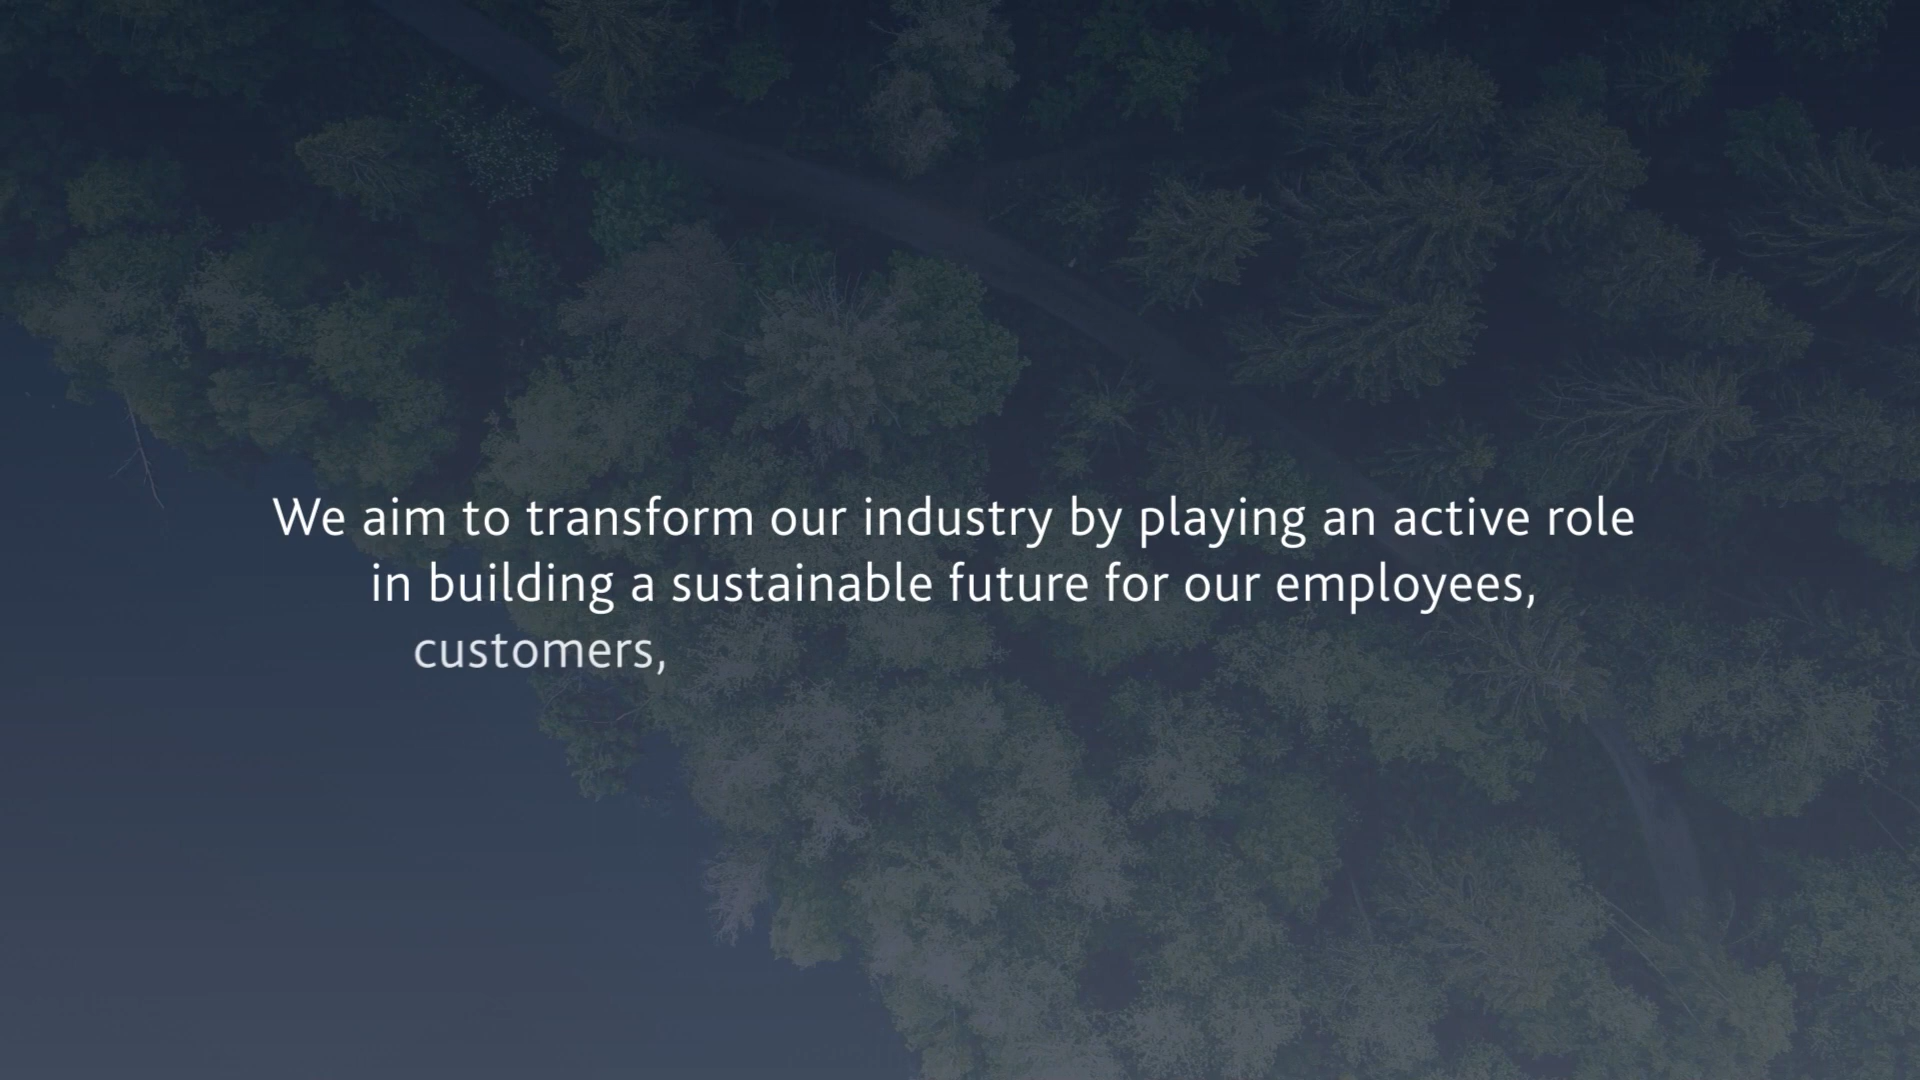 We aim to transform our industry by playing an active role
in building a sustainable future for our employees,
customers,